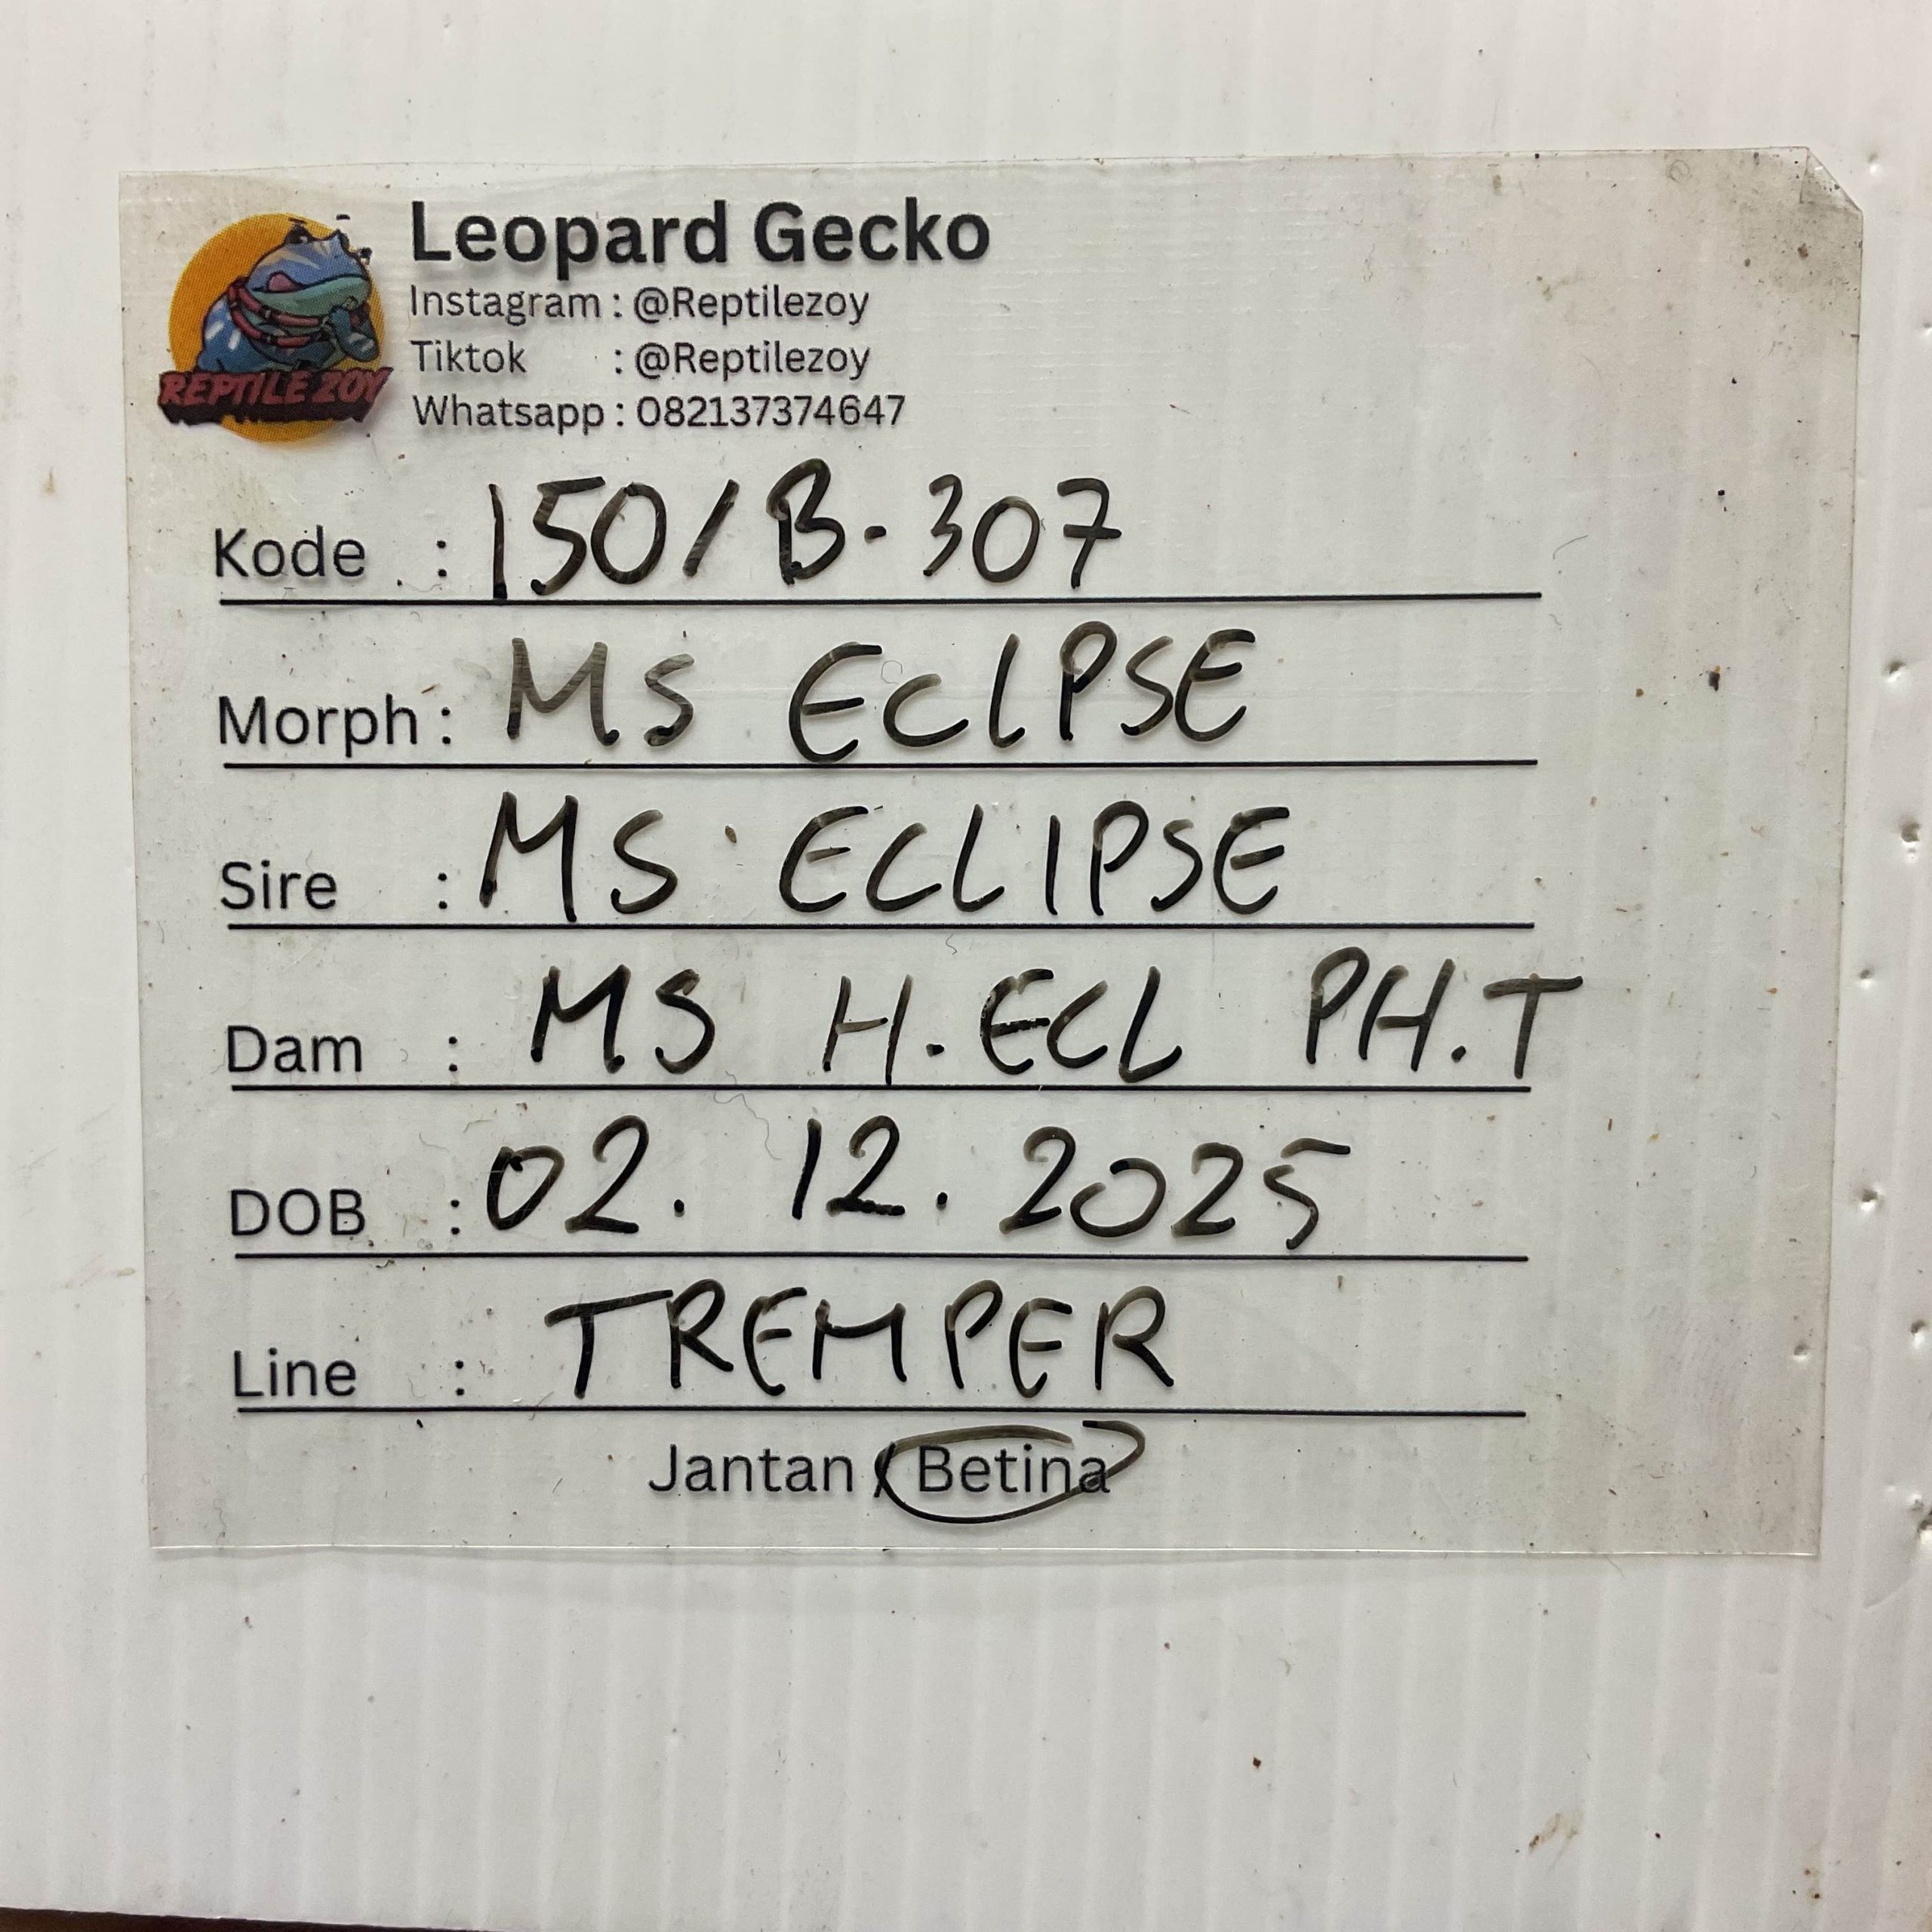 REPTILE ZOY
Leopard Gecko
Instagram : @Reptilezoy
Tiktok : @Reptilezoy
Whatsapp : 082137374647
Kode : 150/B-307
Morph : MS ECLPSE
Sire : MS ECLIPSE
Dam : MS H.ECL PH.T
DOB : 02. 12. 2025
Line : TREMPER
Jantan / Betina